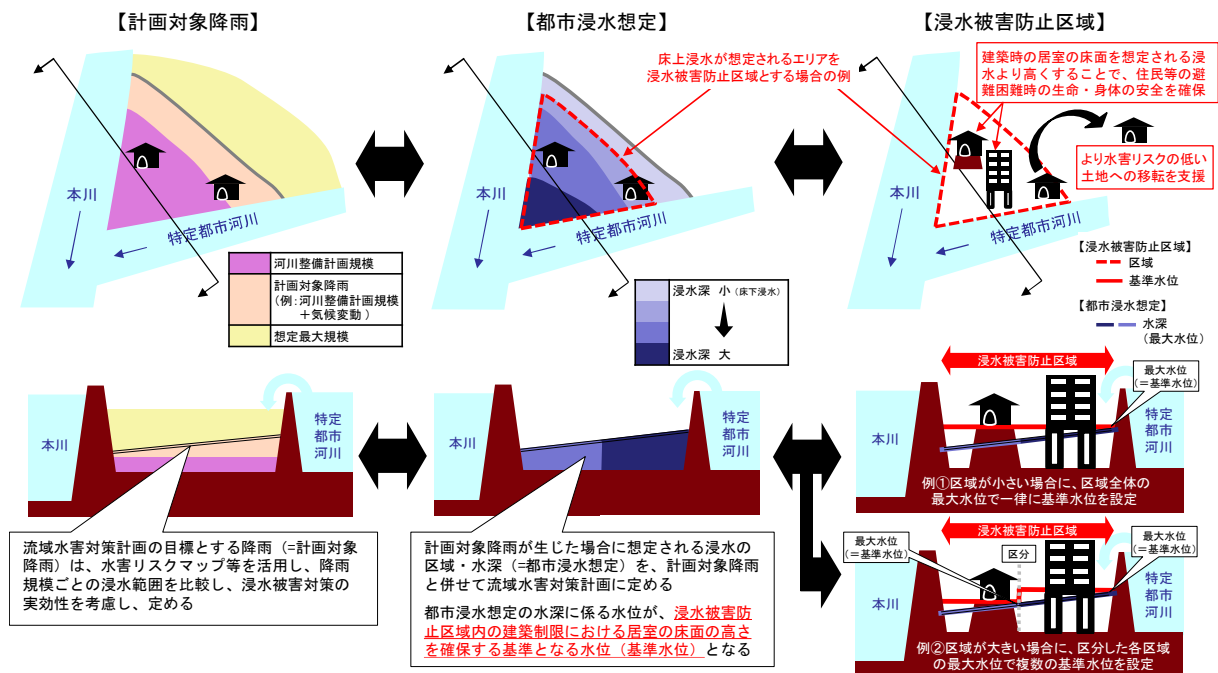 【計画対象降雨】
本川
特定都市河川
河川整備計画規模
計画対象降雨
(例:河川整備計画規模
+気候変動)
想定最大規模
【都市浸水想定】
床上浸水が想定されるエリアを
浸水被害防止区域とする場合の例
特定都市河川
本川
浸水深 小(床下浸水)
浸水深 大
【浸水被害防止区域】
建築時の居室の床面を想定される浸
水より高くすることで、住民等の避
難困難時の生命・身体の安全を確保
より水害リスクの低い
土地への移転を支援
本川
特定都市河川
【浸水被害防止区域】
区域
基準水位
【都市浸水想定】
水深
(最大水位)
本川
特定
都市
河川
流域水害対策計画の目標とする降雨(=計画対象
降雨)は、水害リスクマップ等を活用し、降雨
規模ごとの浸水範囲を比較し、浸水被害対策の
実効性を考慮し、定める
本川
特定
都市
河川
計画対象降雨が生じた場合に想定される浸水の
区域・水深(=都市浸水想定)を、計画対象降雨
と併せて流域水害対策計画に定める
都市浸水想定の水深に係る水位が、浸水被害防
止区域内の建築制限における居室の床面の高さ
を確保する基準となる水位(基準水位)となる
浸水被害防止区域
最大水位
(=基準水位)
本川
特定
都市
河川
例①区域が小さい場合に、区域全体の
最大水位で一律に基準水位を設定
浸水被害防止区域
最大水位
(=基準水位)
区分
最大水位
(=基準水位)
本川
特定
都市
河川
例②区域が大きい場合に、区分した各区域
の最大水位で複数の基準水位を設定